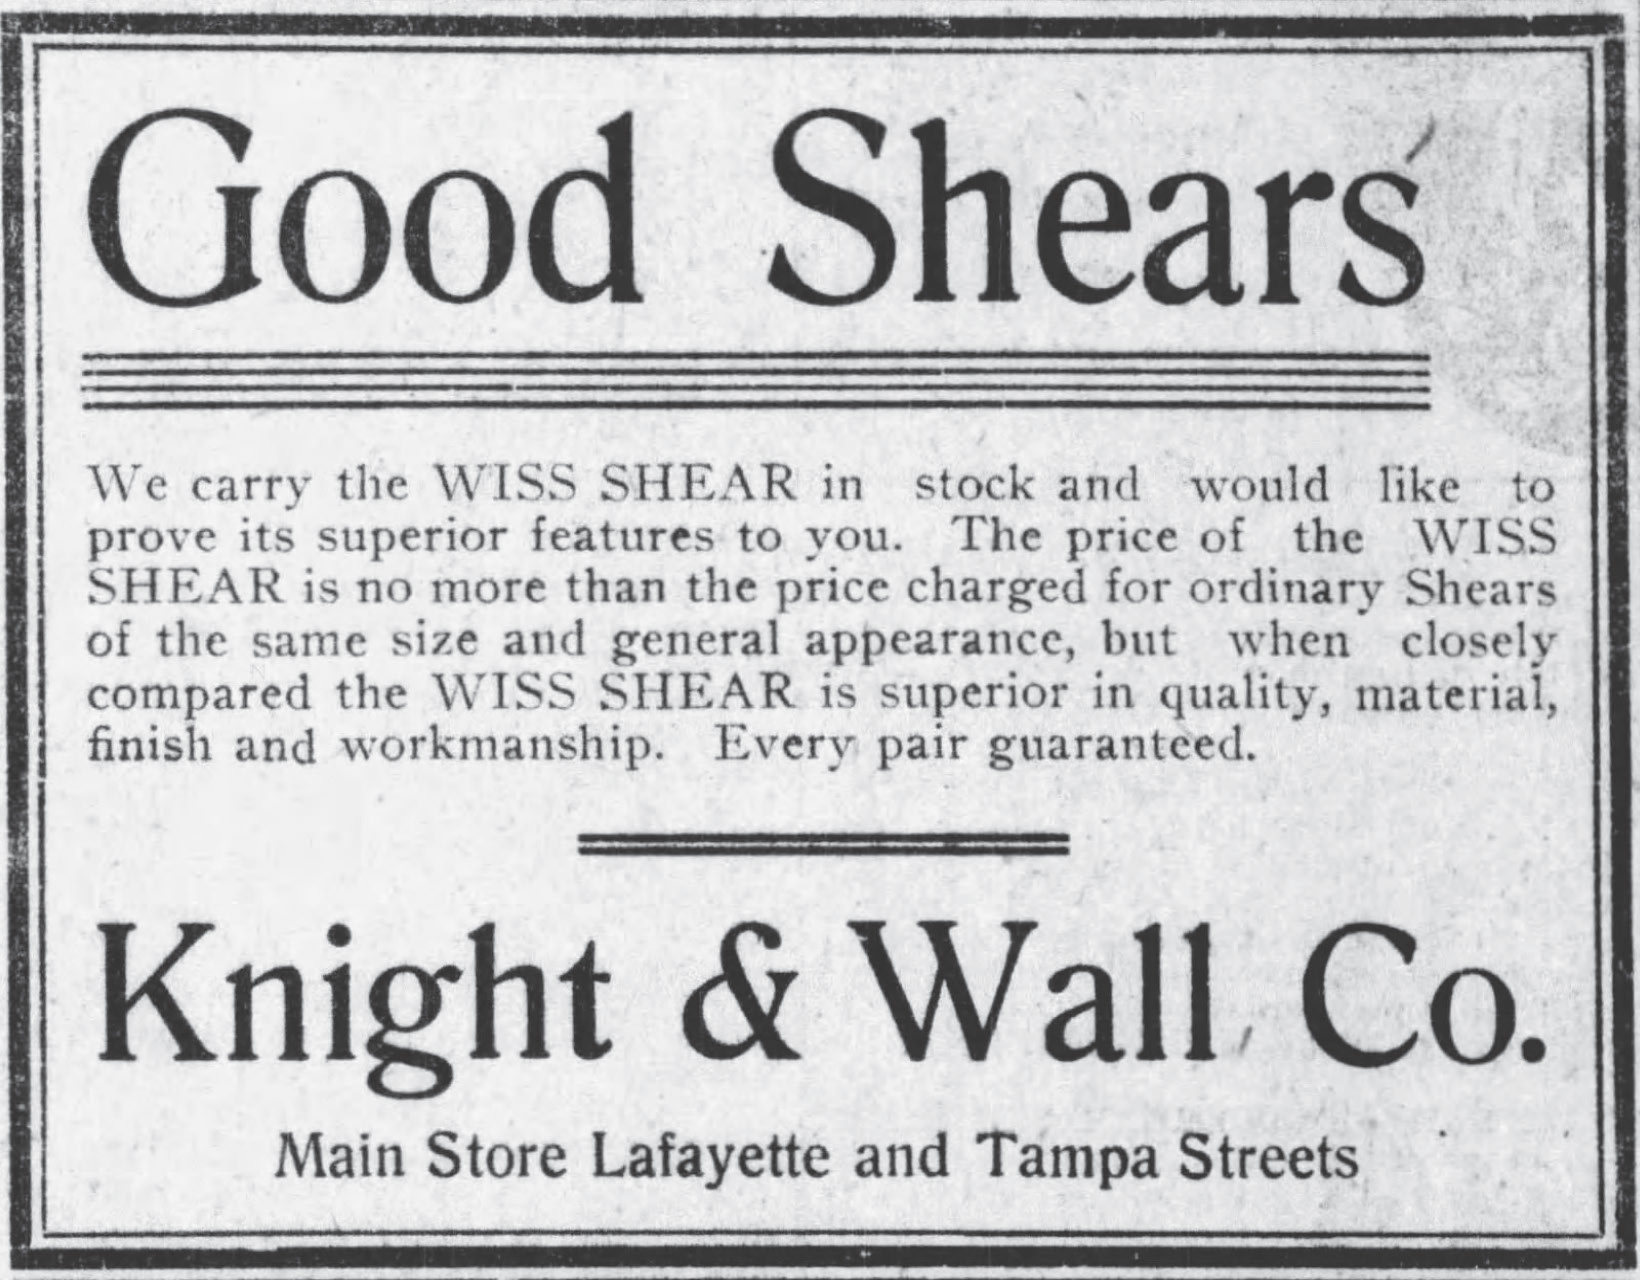 Good Shears
We carry the WISS SHEAR in stock and would like to
prove its superior features to you. The price of the WISS
SHEAR is no more than the price charged for ordinary Shears
of the same size and general appearance, but when closely
compared the WISS SHEAR is superior in quality, material,
finish and workmanship. Every pair guaranteed.
Knight & Wall Co.
Main Store Lafayette and Tampa Streets